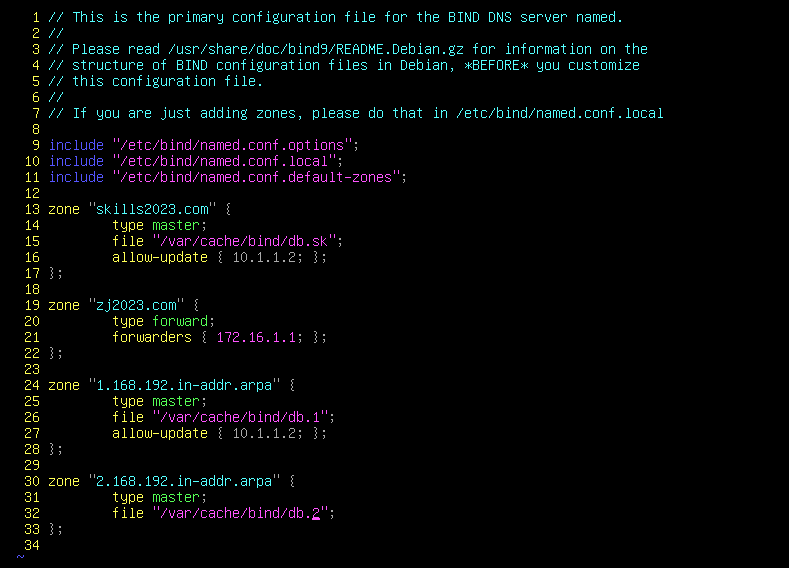 1 // This is the primary configuration file for the BIND DNS server named.
2 //
3 // Please read /usr/share/doc/bind9/README.Debian.gz for information on the
4 // structure of BIND configuration files in Debian, *BEFORE* you customize
5 // this configuration file.
6 //
7 // If you are just adding zones, please do that in /etc/bind/named.conf.local
8
9 include "/etc/bind/named.conf.options";
10 include "/etc/bind/named.conf.local";
11 include "/etc/bind/named.conf.default-zones";
12
13 zone "skills2023.com" {
14         type master;
15         file "/var/cache/bind/db.sk";
16         allow-update { 10.1.1.2; };
17 };
18
19 zone "zj2023.com" {
20         type forward;
21         forwarders { 172.16.1.1; };
22 };
23
24 zone "1.168.192.in-addr.arpa" {
25         type master;
26         file "/var/cache/bind/db.1";
27         allow-update { 10.1.1.2; };
28 };
29
30 zone "2.168.192.in-addr.arpa" {
31         type master;
32         file "/var/cache/bind/db.2";
33 };
34
~